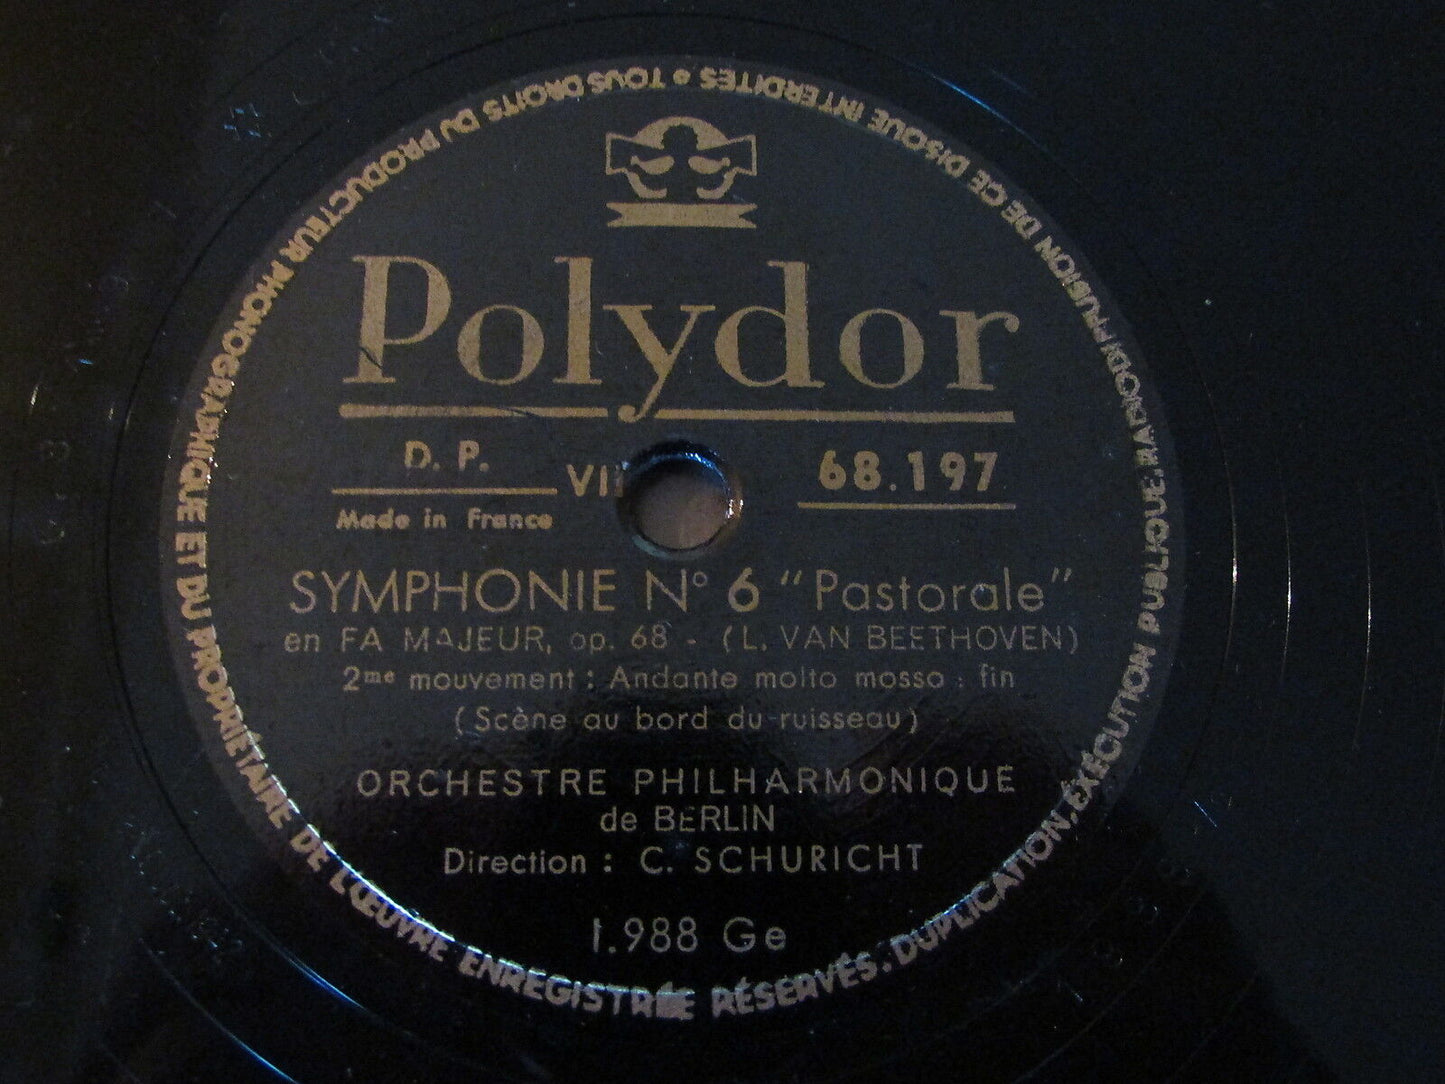 TOUS DROITS DU PRODUCTEUR PHONOGRAPHIQUE ET DU PROPRIÉTAIRE DE L'ŒUVRE ENREGISTRÉE RÉSERVÉS. DUPLICATION, EXÉCUTION PUBLIQUE, RADIODIFFUSION DE CE DISQUE INTERDITES
Polydor
D. P.
68.197
Made in France
SYMPHONIE N° 6 "Pastorale"
en FA MAJEUR, op. 68 - (L. VAN BEETHOVEN)
2me mouvement : Andante molto mosso : fin
(Scène au bord du ruisseau)
ORCHESTRE PHILHARMONIQUE
de BERLIN
Direction : C. SCHURICHT
1.988 Ge